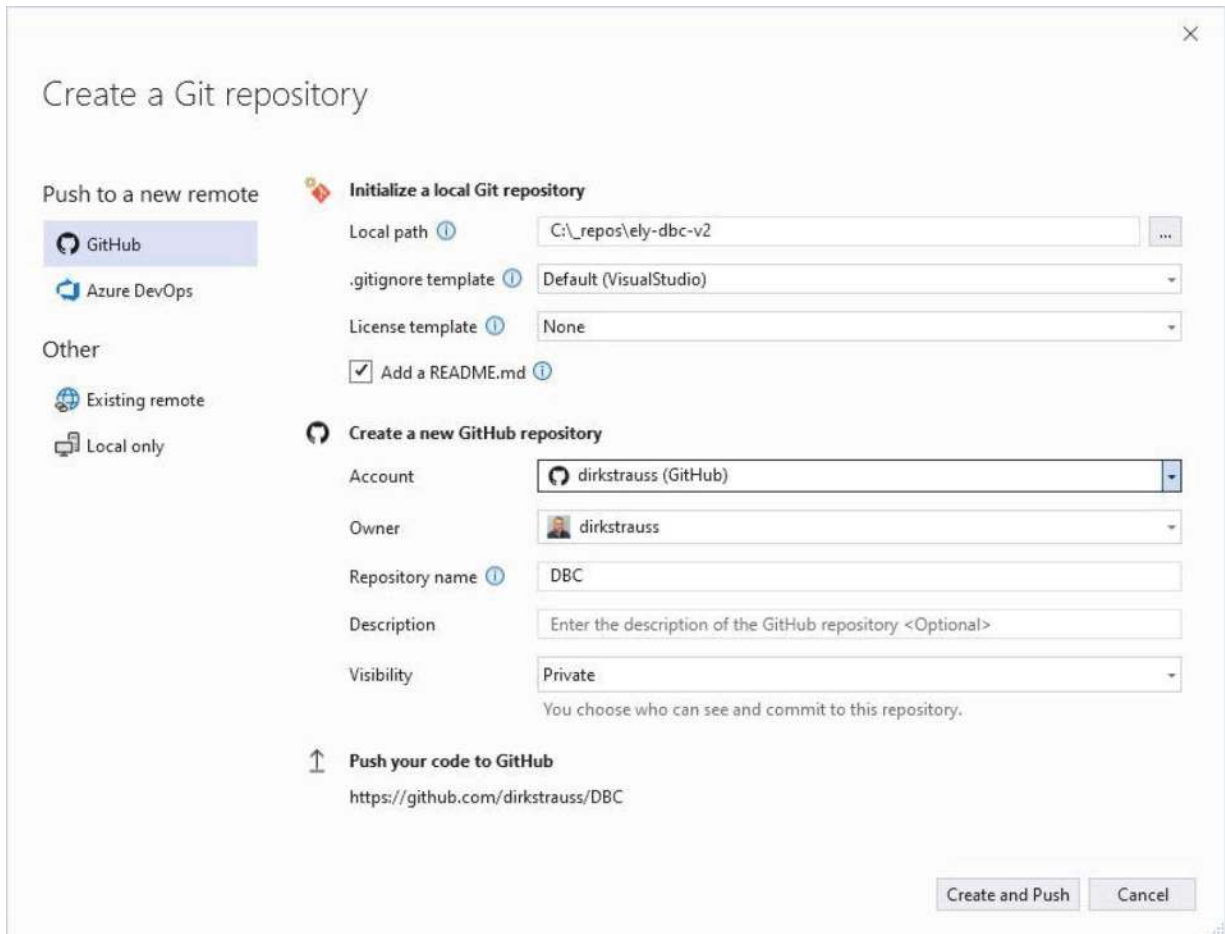 Create a Git repository
Push to a new remote
GitHub
Azure DevOps
Other
Existing remote
Local only
Initialize a local Git repository
Local path C:\_repos\ely-dbc-v2 ...
.gitignore template Default (VisualStudio)
License template None
Add a README.md
Create a new GitHub repository
Account dirkstrauss (GitHub)
Owner dirkstrauss
Repository name DBC
Description Enter the description of the GitHub repository <Optional>
Visibility Private
You choose who can see and commit to this repository.
Push your code to GitHub
https://github.com/dirkstrauss/DBC
Create and Push Cancel